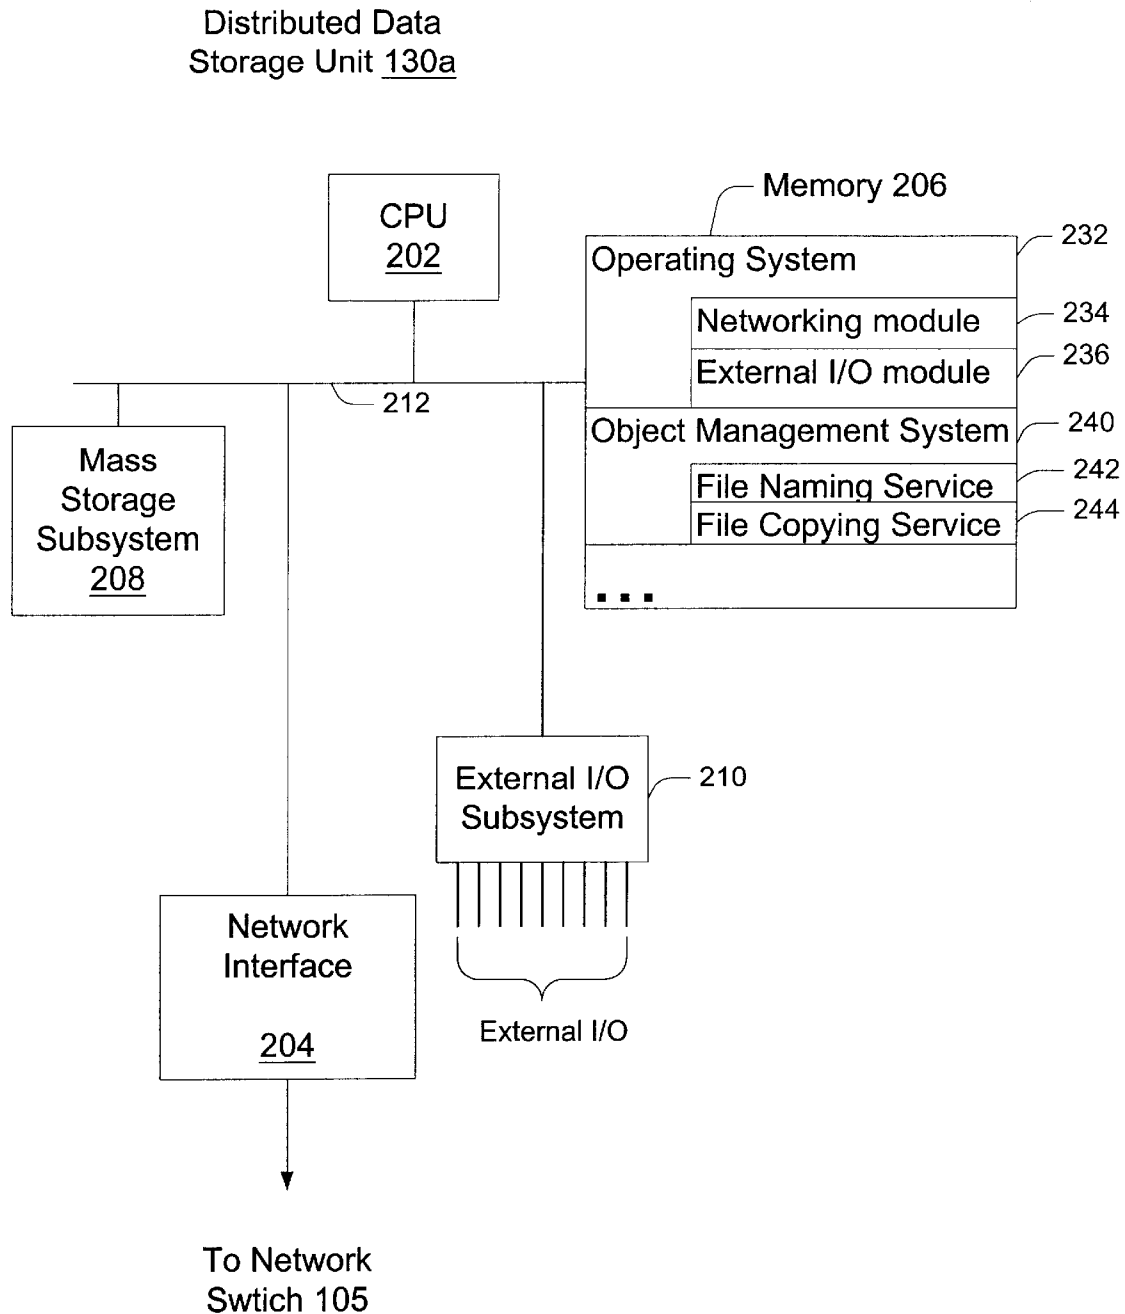 Distributed Data
Storage Unit 130a
CPU
202
Memory 206
Operating System
232
Networking module
234
External I/O module
236
212
Object Management System
240
File Naming Service
242
File Copying Service
244
...
Mass
Storage
Subsystem
208
External I/O
Subsystem
210
Network
Interface
204
External I/O
To Network
Swtich 105